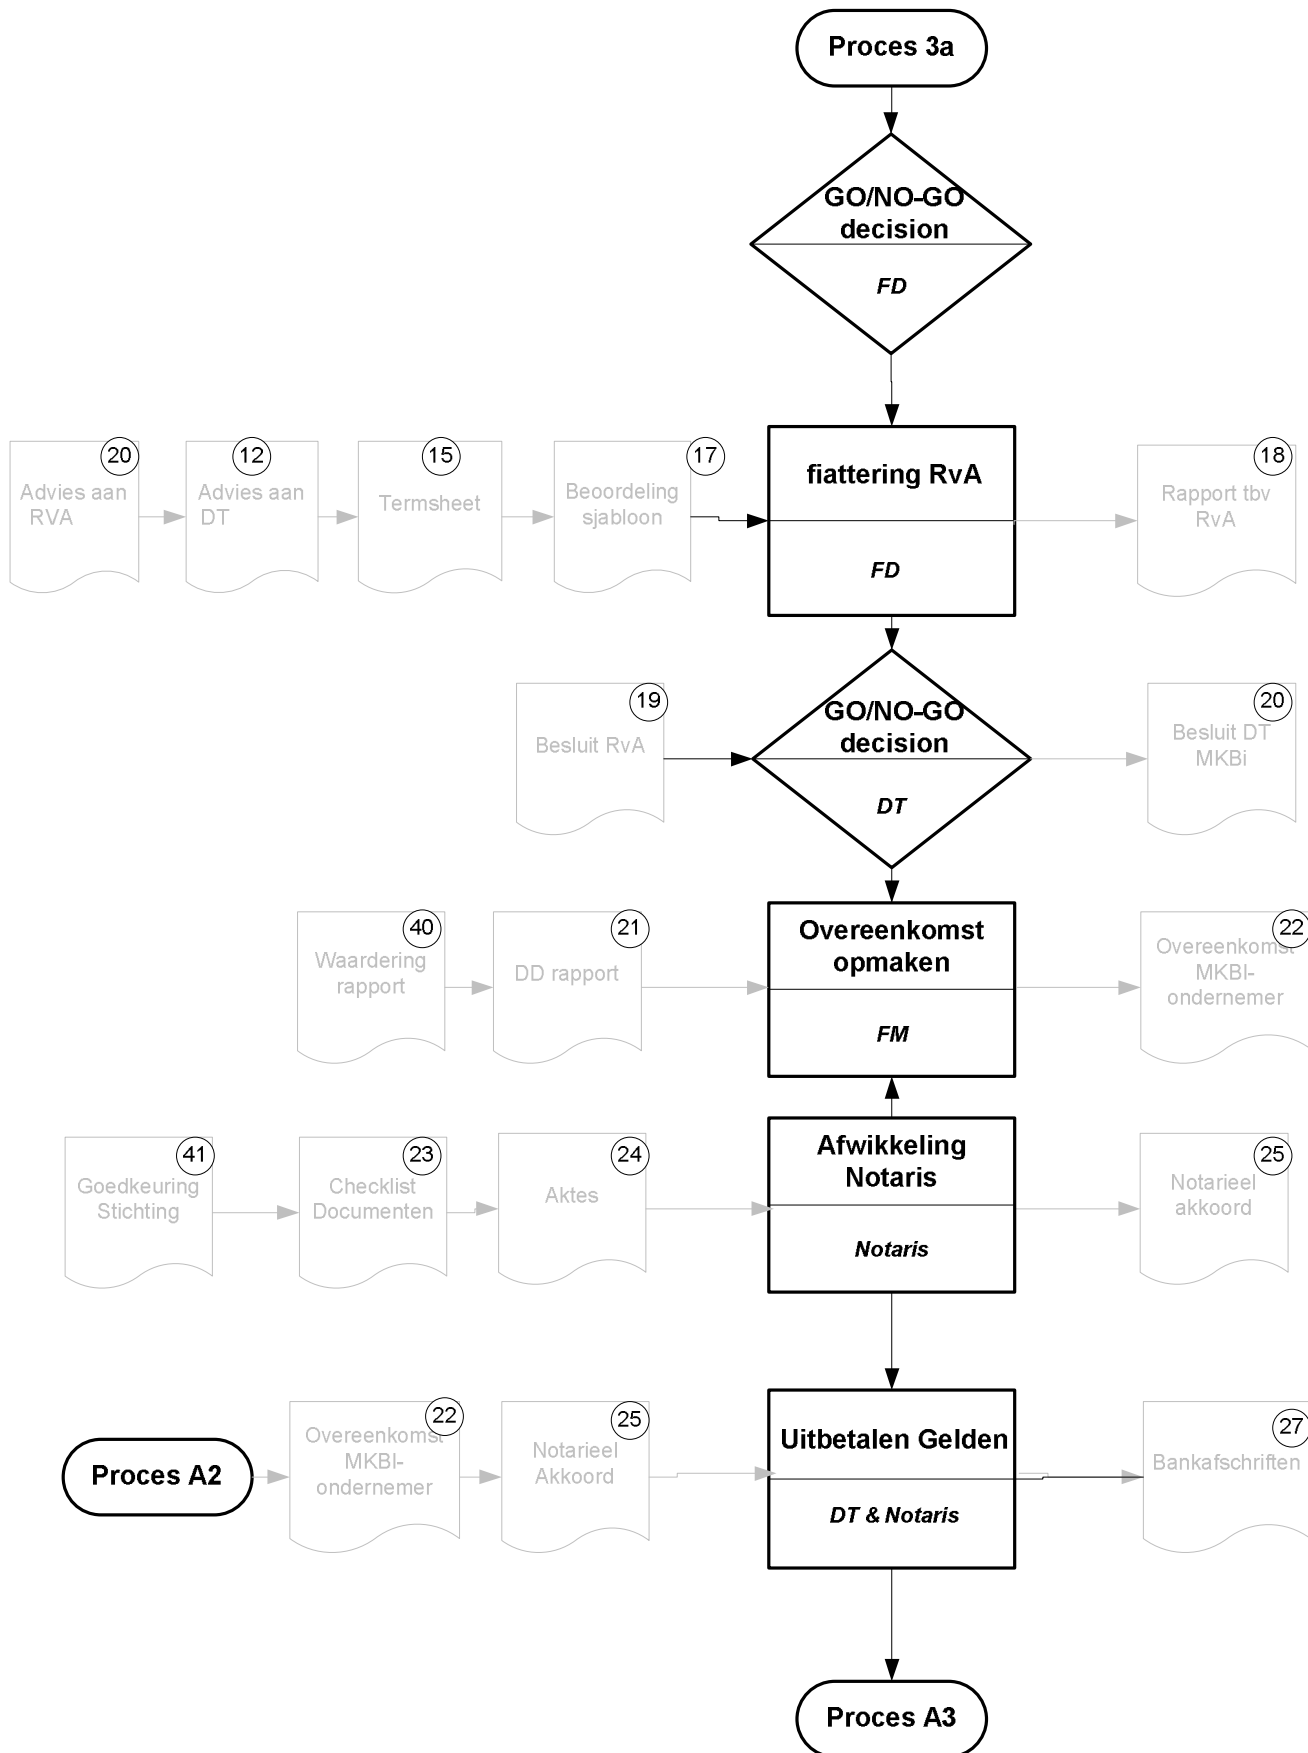 Proces 3a
GO/NO-GO
decision
FD
20
Advies aan
RVA
12
Advies aan
DT
15
Termsheet
17
Beoordeling
sjabloon
fiattering RvA
FD
18
Rapport tbv
RvA
19
Besluit RvA
GO/NO-GO
decision
DT
20
Besluit DT
MKBi
40
Waardering
rapport
21
DD rapport
Overeenkomst
opmaken
FM
22
Overeenkomst
MKBI-
ondernemer
41
Goedkeuring
Stichting
23
Checklist
Documenten
24
Aktes
Afwikkeling
Notaris
Notaris
25
Notarieel
akkoord
Proces A2
22
Overeenkomst
MKBI-
ondernemer
25
Notarieel
Akkoord
Uitbetalen Gelden
DT & Notaris
27
Bankafschriften
Proces A3